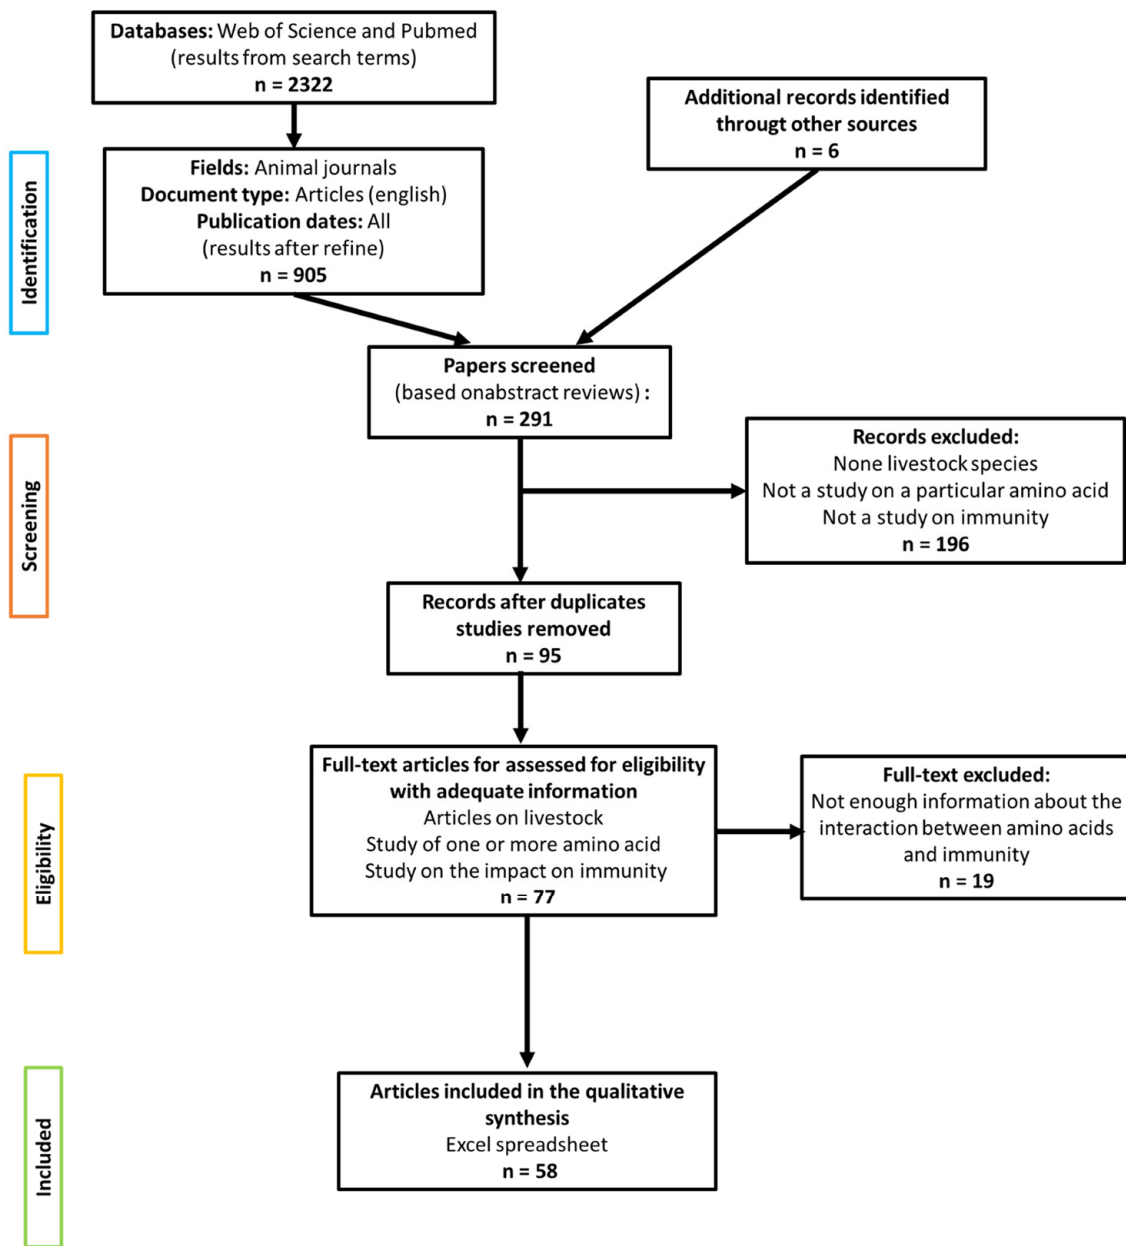 Databases: Web of Science and Pubmed
(results from search terms)
n = 2322
Additional records identified
througt other sources
n = 6
Identification
Fields: Animal journals
Document type: Articles (english)
Publication dates: All
(results after refine)
n = 905
Papers screened
(based onabstract reviews) :
n = 291
Screening
Records excluded:
None livestock species
Not a study on a particular amino acid
Not a study on immunity
n = 196
Records after duplicates
studies removed
n = 95
Eligibility
Full-text articles for assessed for eligibility
with adequate information
Articles on livestock
Study of one or more amino acid
Study on the impact on immunity
n = 77
Full-text excluded:
Not enough information about the
interaction between amino acids
and immunity
n = 19
Included
Articles included in the qualitative
synthesis
Excel spreadsheet
n = 58